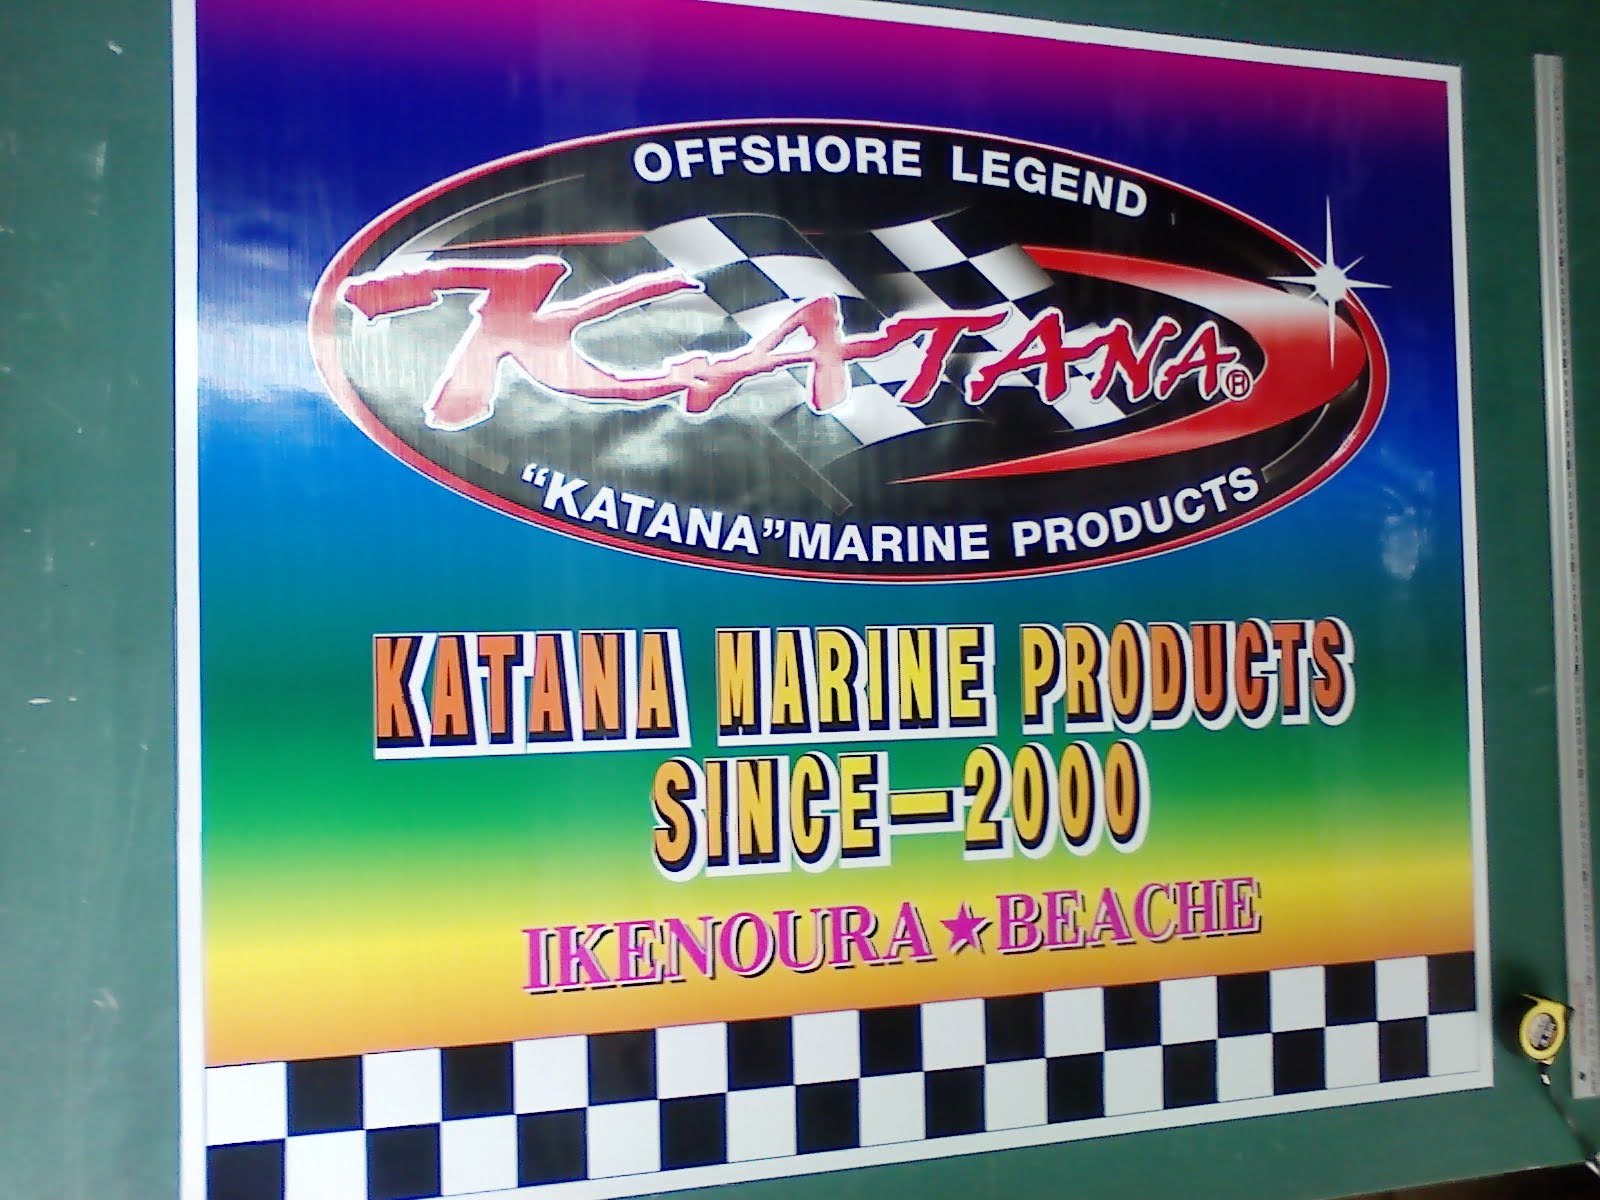 OFFSHORE LEGEND
KATANA®
“KATANA”MARINE PRODUCTS
KATANA MARINE PRODUCTS
SINCE—2000
IKENOURA★BEACHE